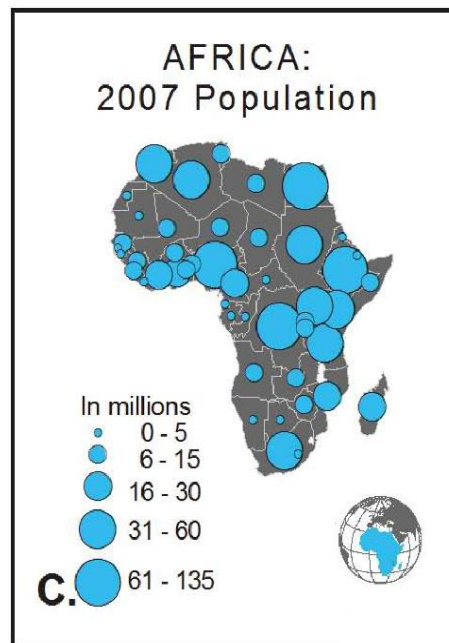 AFRICA:
2007 Population
In millions
0 - 5
6 - 15
16 - 30
31 - 60
61 - 135
C.